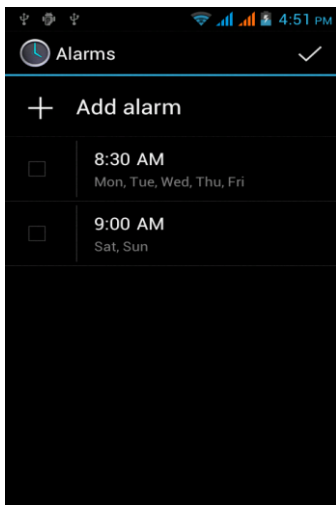 4:51 PM
Alarms
Add alarm
8:30 AM
Mon, Tue, Wed, Thu, Fri
9:00 AM
Sat, Sun